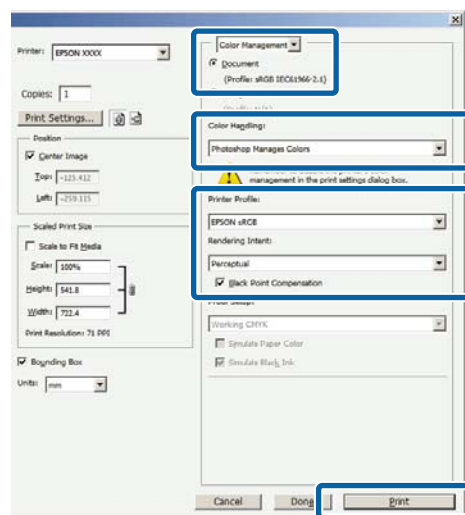 Printer: EPSON XXXX
Copies: 1
Print Settings...
Position
Center Image
Top: -125.412
Left: -259.115
Scaled Print Size
Scale to Fit Media
Scale: 100%
Height: 541.8
Width: 722.4
Print Resolution: 71 PPI
Bounding Box
Units: mm
Color Management
Document
(Profile: sRGB IEC61966-2.1)
Color Handling:
Photoshop Manages Colors
management in the print settings dialog box.
Printer Profile:
EPSON sRGB
Rendering Intent:
Perceptual
Black Point Compensation
Working CMYK
Simulate Paper Color
Simulate Black Ink
Cancel
Done
Print